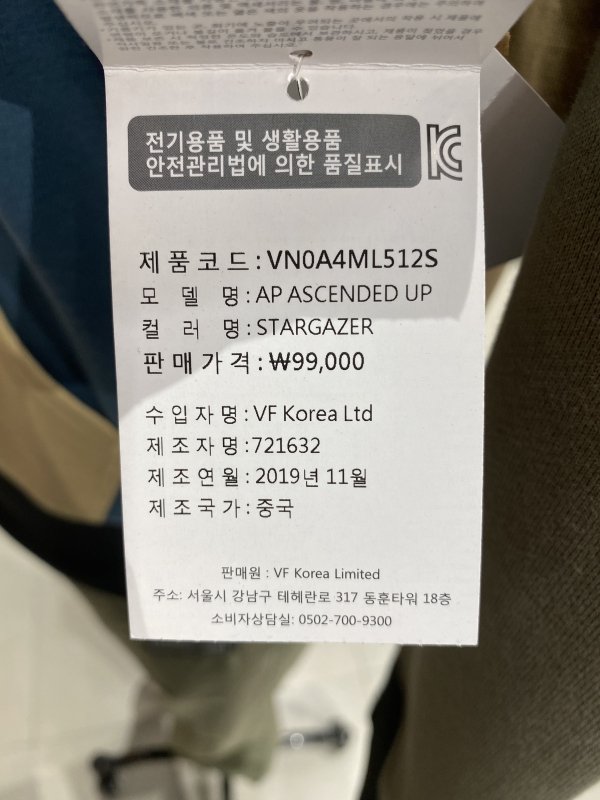 전기용품 및 생활용품
안전관리법에 의한 품질표시
KC
제품코드 : VN0A4ML512S
모 델 명 : AP ASCENDED UP
컬 러 명 : STARGAZER
판매가격 : ₩99,000
수입자명 : VF Korea Ltd
제조자명 : 721632
제조연월 : 2019년 11월
제조국가 : 중국
판매원 : VF Korea Limited
주소: 서울시 강남구 테헤란로 317 동훈타워 18층
소비자상담실: 0502-700-9300